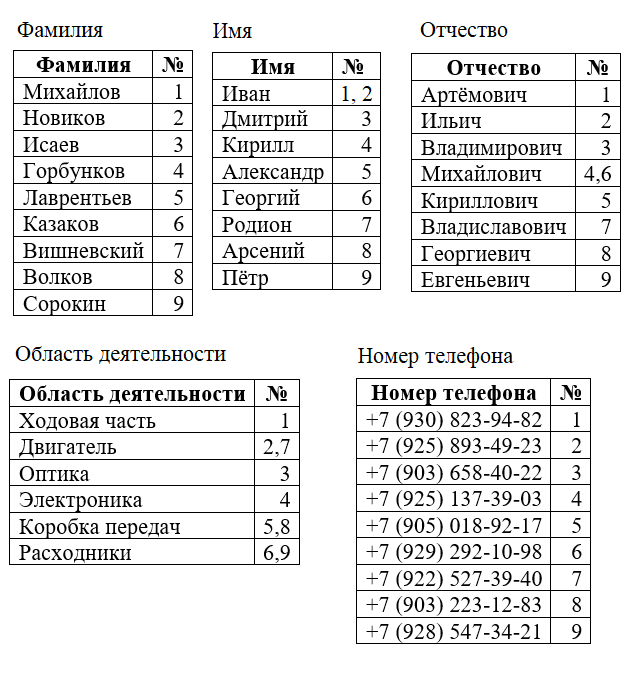 Фамилия
Фамилия №
Михайлов 1
Новиков 2
Исаев 3
Горбунков 4
Лаврентьев 5
Казаков 6
Вишневский 7
Волков 8
Сорокин 9
Имя
Имя №
Иван 1, 2
Дмитрий 3
Кирилл 4
Александр 5
Георгий 6
Родион 7
Арсений 8
Пётр 9
Отчество
Отчество №
Артёмович 1
Ильич 2
Владимирович 3
Михайлович 4,6
Кириллович 5
Владиславович 7
Георгиевич 8
Евгеньевич 9
Область деятельности
Область деятельности №
Ходовая часть 1
Двигатель 2,7
Оптика 3
Электроника 4
Коробка передач 5,8
Расходники 6,9
Номер телефона
Номер телефона №
+7 (930) 823-94-82 1
+7 (925) 893-49-23 2
+7 (903) 658-40-22 3
+7 (925) 137-39-03 4
+7 (905) 018-92-17 5
+7 (929) 292-10-98 6
+7 (922) 527-39-40 7
+7 (903) 223-12-83 8
+7 (928) 547-34-21 9